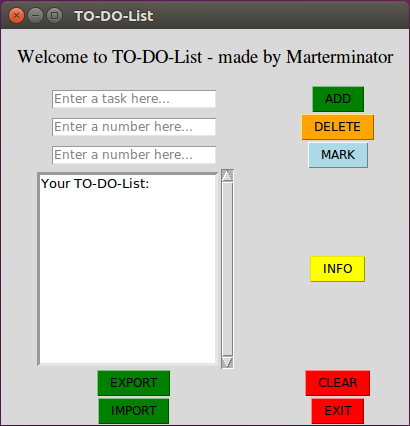 TO-DO-List
Welcome to TO-DO-List - made by Marterminator
Enter a task here...
ADD
Enter a number here...
DELETE
Enter a number here...
MARK
Your TO-DO-List:
INFO
EXPORT
CLEAR
IMPORT
EXIT